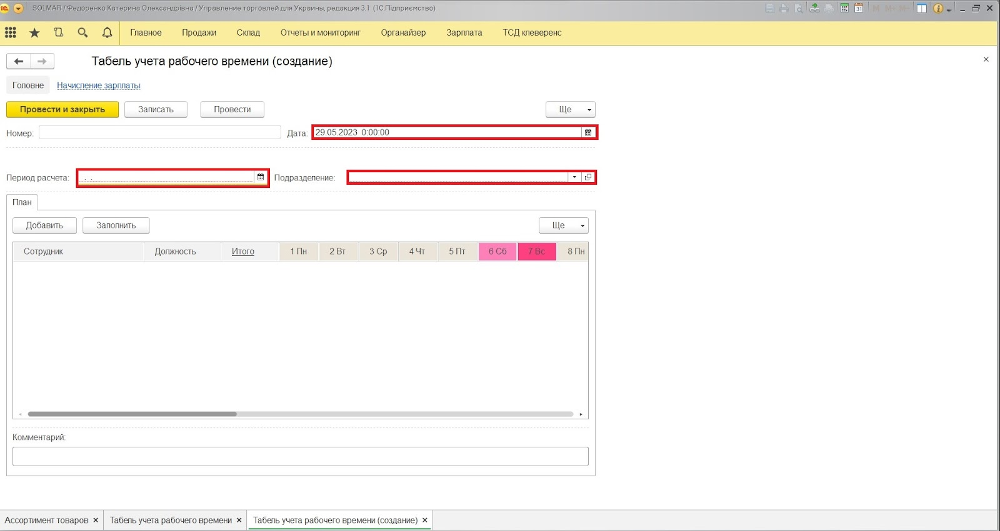 SOLMAR / Федоренко Катерина Олександрівна / Управление торговлей для Украины, редакция 3.1 (1С:Підприємство)
M M+ M-
Главное Продажи Склад Отчеты и мониторинг Органайзер Зарплата ТСД клеверенс
Табель учета рабочего времени (создание)
Головне Начисление зарплаты
Провести и закрыть Записать Провести Ще
Номер: Дата: 29.05.2023 0:00:00
Период расчета: . . Подразделение:
План
Добавить Заполнить Ще
Сотрудник Должность Итого 1 Пн 2 Вт 3 Ср 4 Чт 5 Пт 6 Сб 7 Вс 8 Пн
Комментарий:
Ассортимент товаров × Табель учета рабочего времени × Табель учета рабочего времени (создание) ×